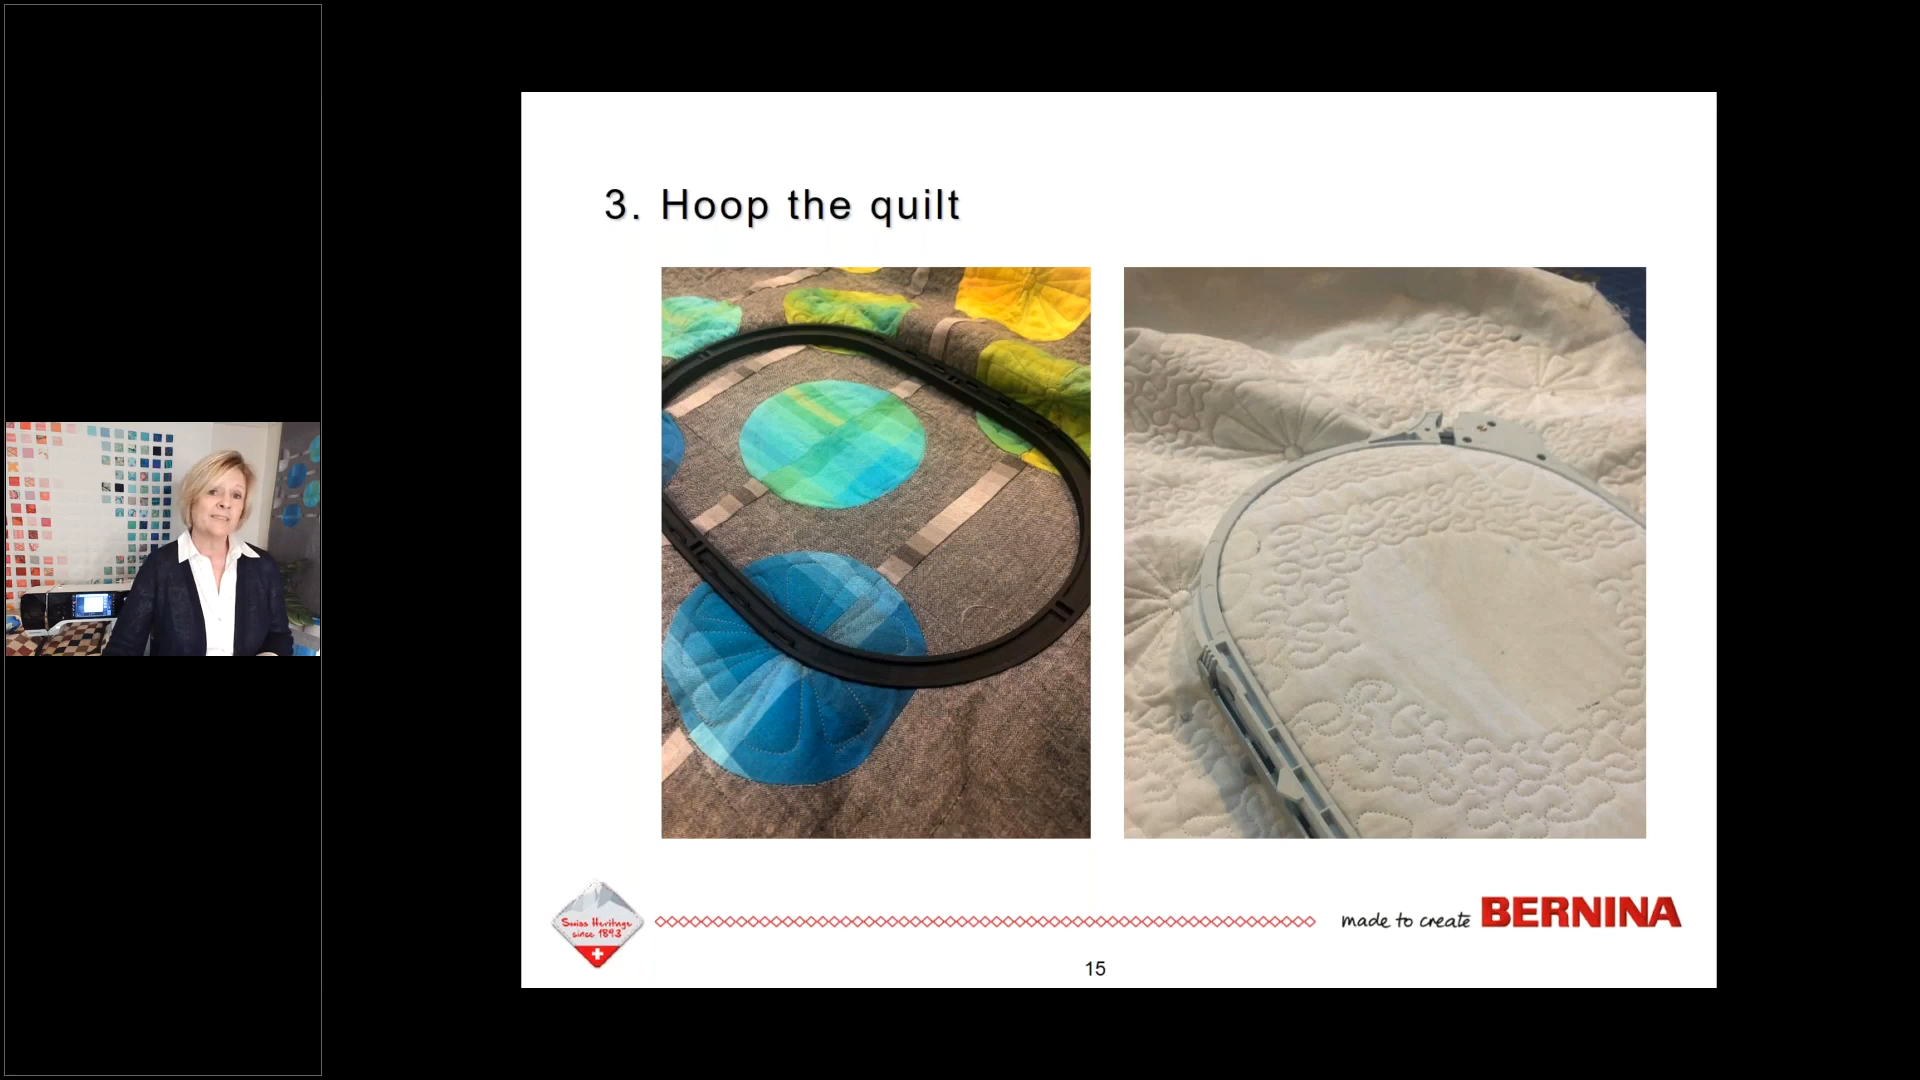 3. Hoop the quilt
Swiss Heritage
since 1893
made to create BERNINA
15